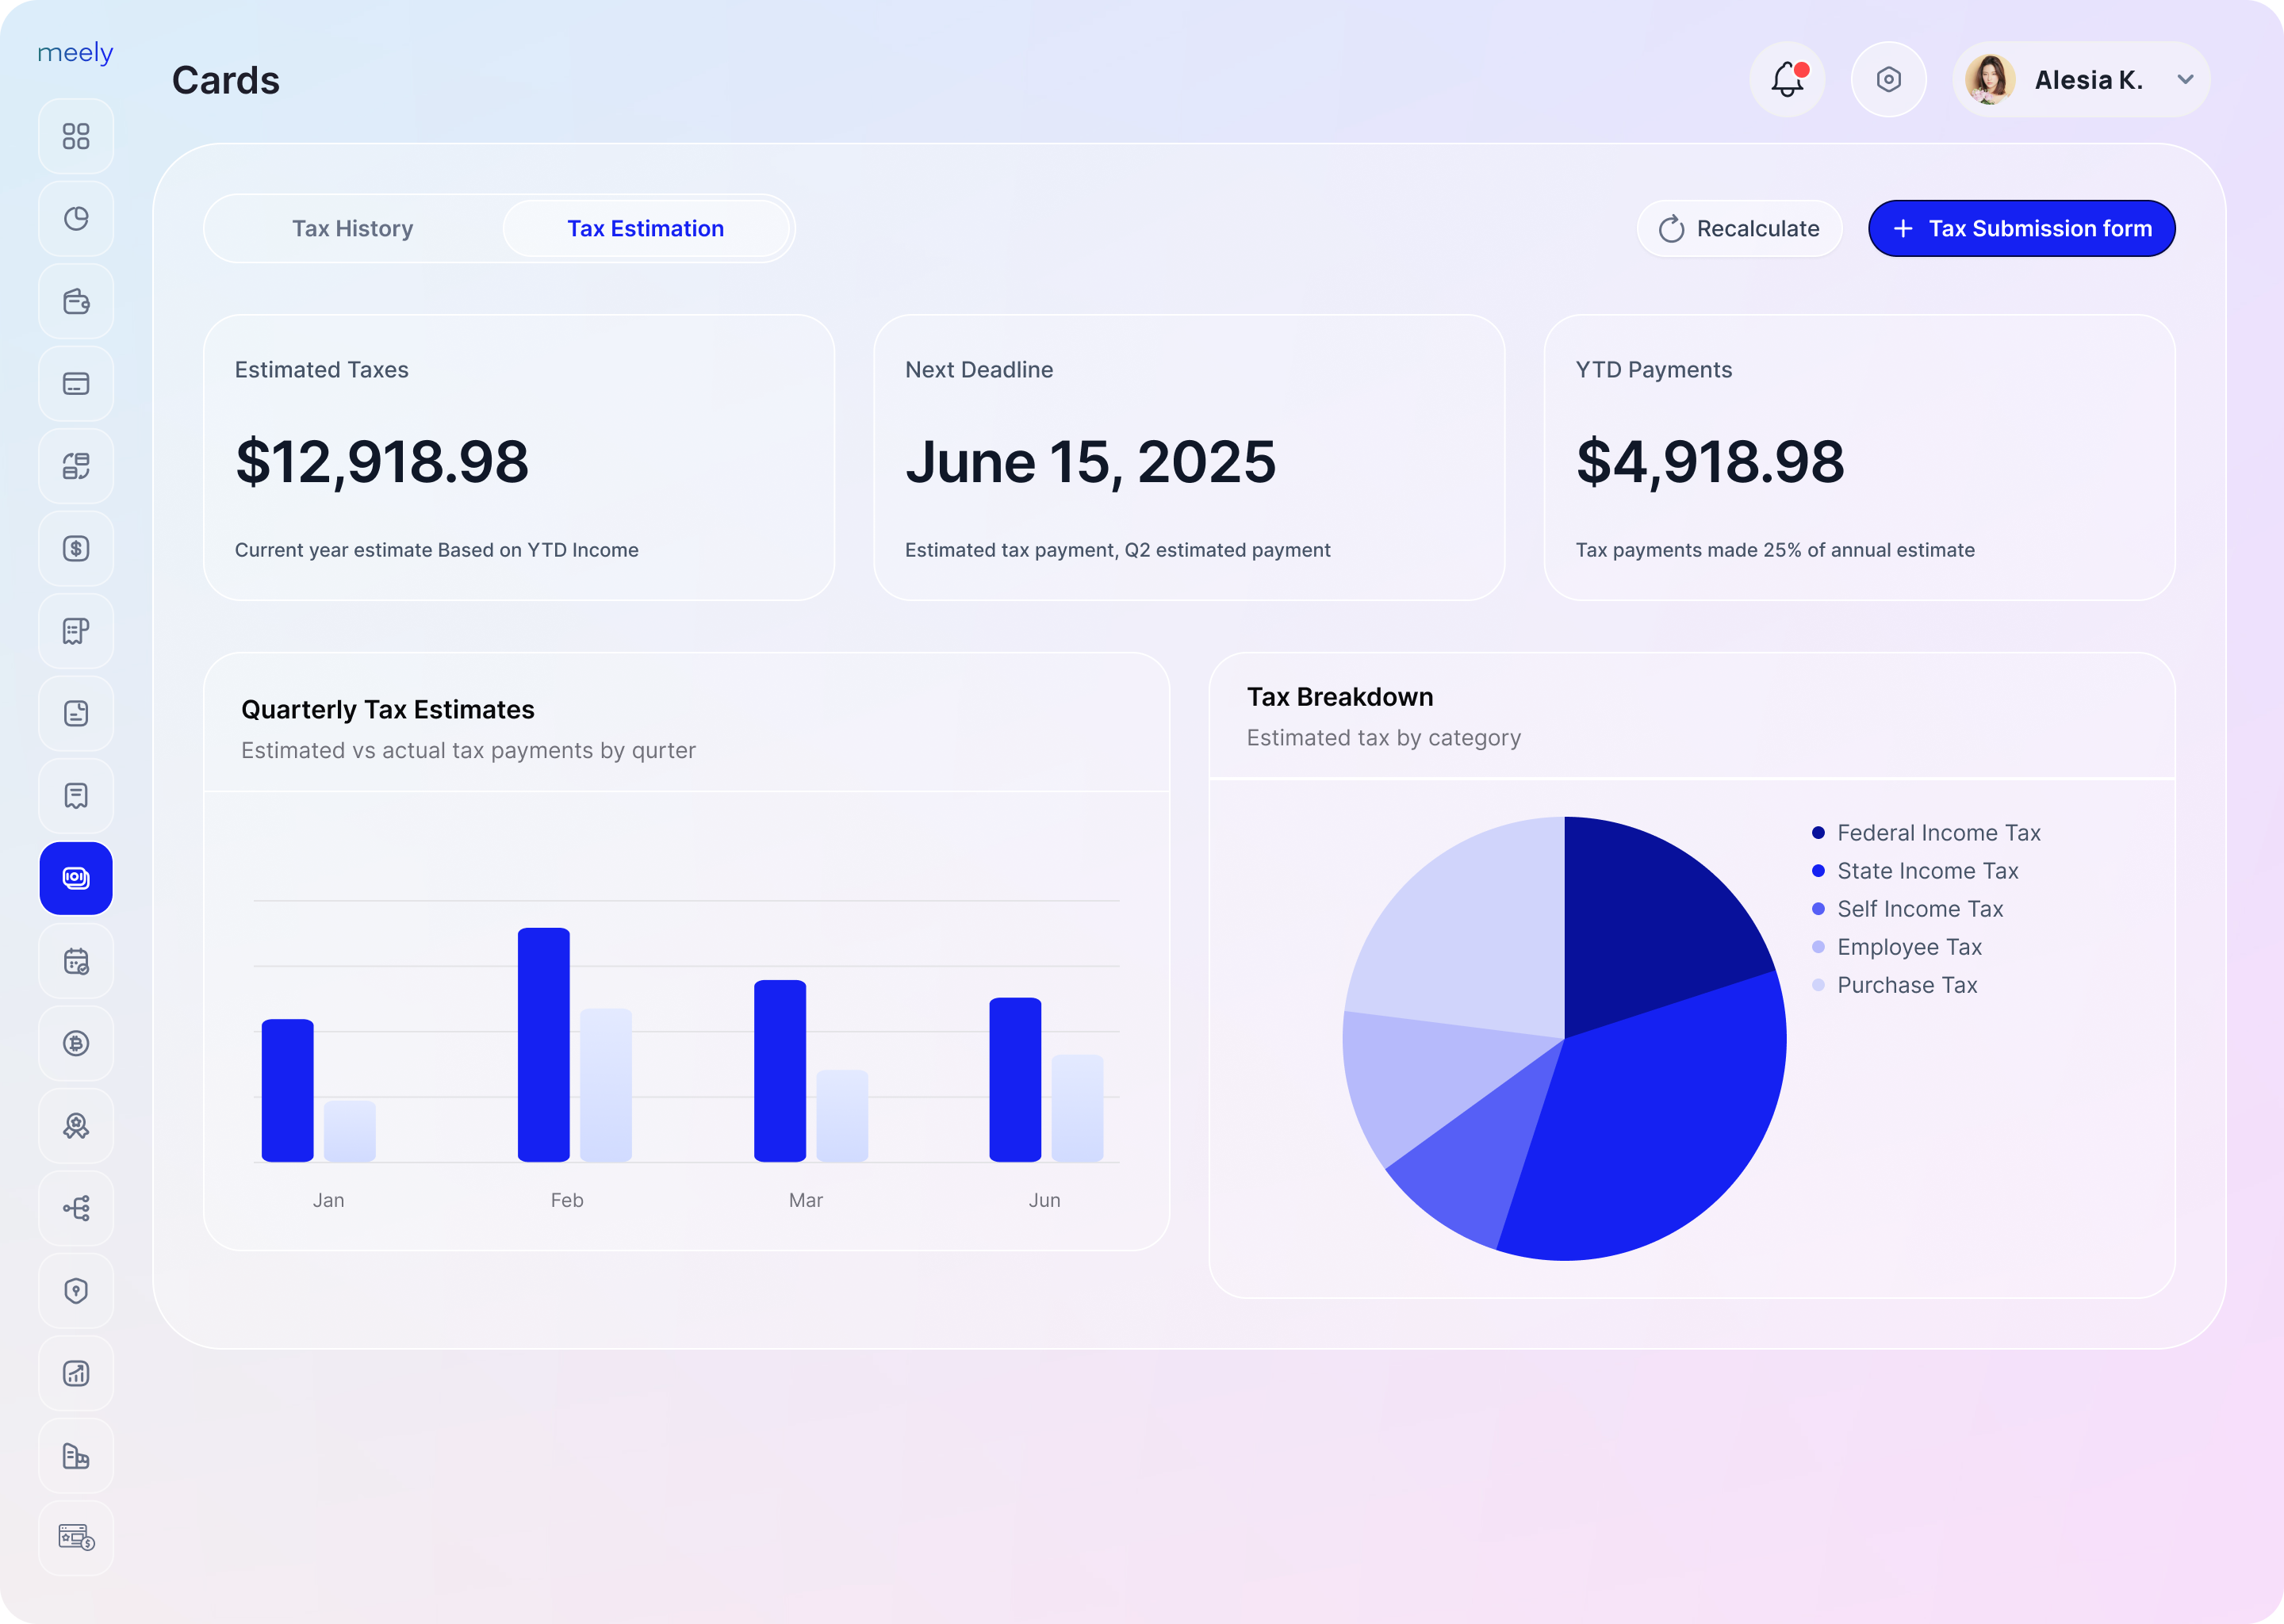 meely
Cards
Alesia K.
Tax History
Tax Estimation
Recalculate
Tax Submission form
Estimated Taxes
$12,918.98
Current year estimate Based on YTD Income
Next Deadline
June 15, 2025
Estimated tax payment, Q2 estimated payment
YTD Payments
$4,918.98
Tax payments made 25% of annual estimate
Quarterly Tax Estimates
Estimated vs actual tax payments by qurter
Jan
Feb
Mar
Jun
Tax Breakdown
Estimated tax by category
Federal Income Tax
State Income Tax
Self Income Tax
Employee Tax
Purchase Tax